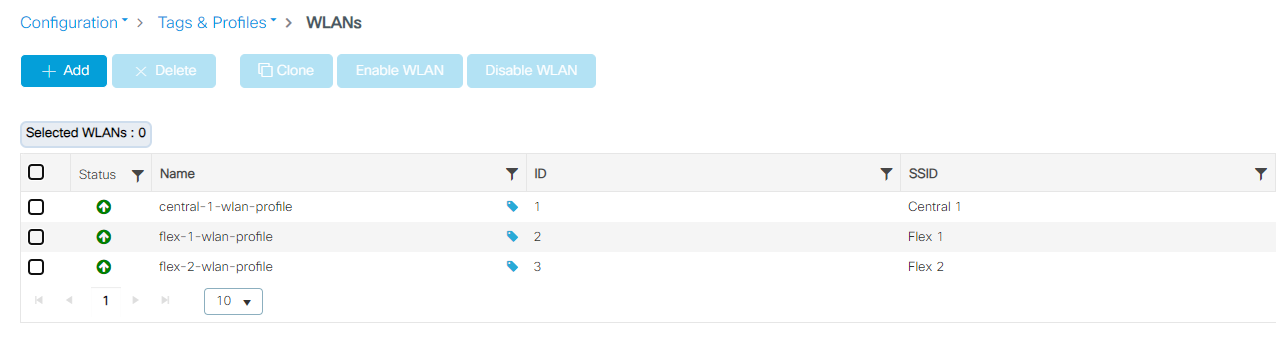 Configuration > Tags & Profiles > WLANs
+ Add × Delete Clone Enable WLAN Disable WLAN
Selected WLANs : 0
Status Name ID SSID
central-1-wlan-profile 1 Central 1
flex-1-wlan-profile 2 Flex 1
flex-2-wlan-profile 3 Flex 2
1 10